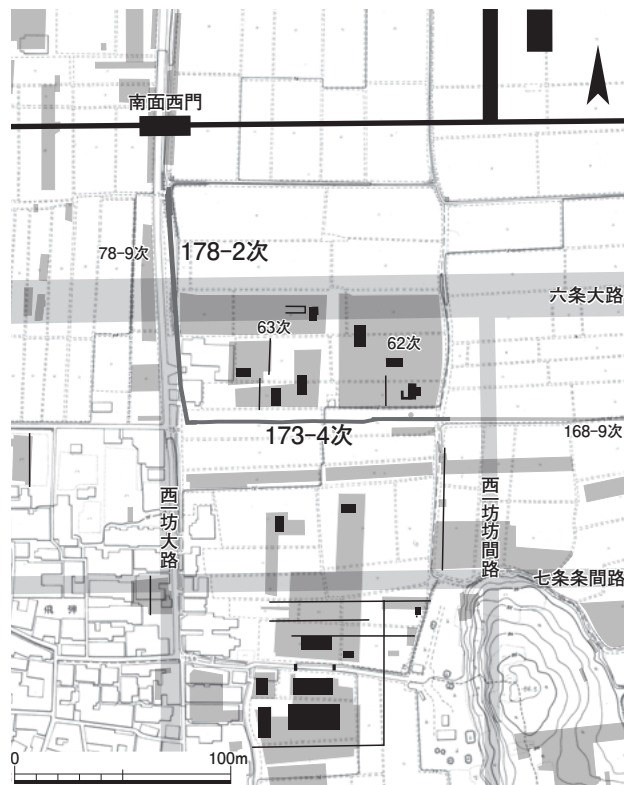 南面西門
78-9次
178-2次
六条大路
63次
62次
173-4次
168-9次
西一坊大路
西一坊坊間路
七条条間路
飛騨
0
100m